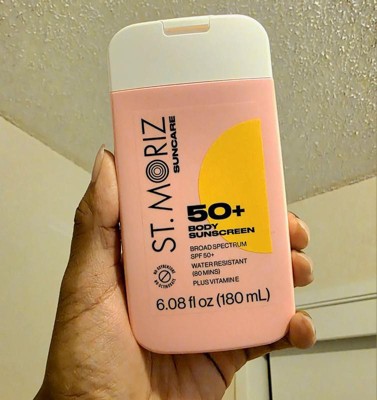 ST. MORIZ
SUNCARE
50+
BODY
SUNSCREEN
BROAD SPECTRUM
SPF 50+
WATER RESISTANT
(80 MINS)
PLUS VITAMIN E
6.08 fl oz (180 mL)